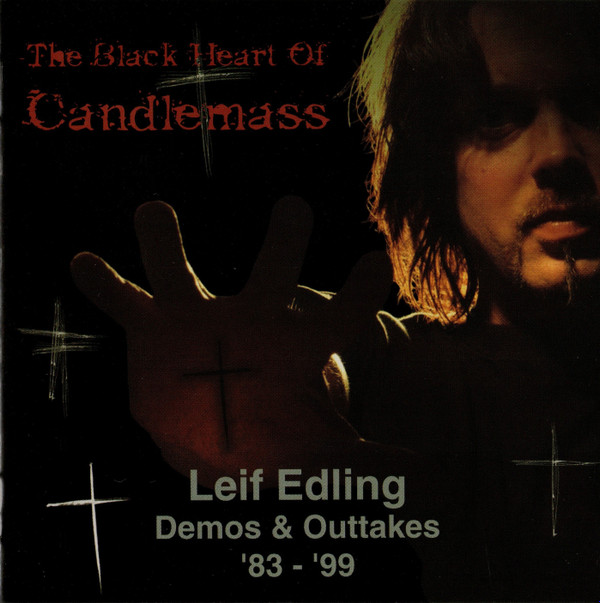 The Black Heart Of
Candlemass
Leif Edling
Demos & Outtakes
'83 - '99